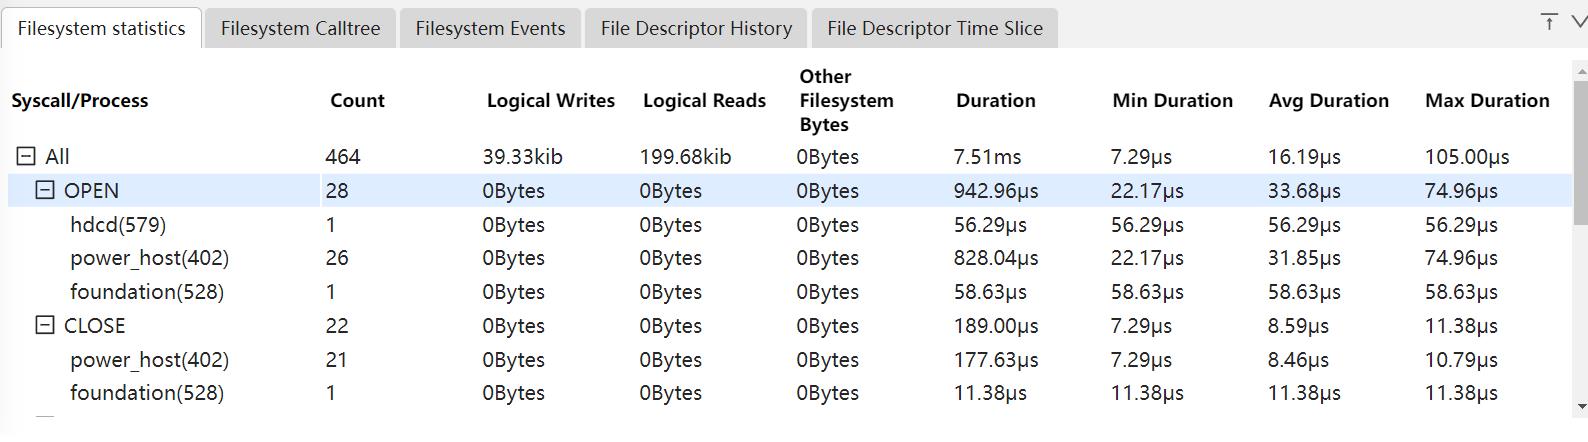 Filesystem statistics Filesystem Calltree Filesystem Events File Descriptor History File Descriptor Time Slice
Syscall/Process Count Logical Writes Logical Reads Other Filesystem Bytes Duration Min Duration Avg Duration Max Duration
All 464 39.33kib 199.68kib 0Bytes 7.51ms 7.29μs 16.19μs 105.00μs
OPEN 28 0Bytes 0Bytes 0Bytes 942.96μs 22.17μs 33.68μs 74.96μs
hdcd(579) 1 0Bytes 0Bytes 0Bytes 56.29μs 56.29μs 56.29μs 56.29μs
power_host(402) 26 0Bytes 0Bytes 0Bytes 828.04μs 22.17μs 31.85μs 74.96μs
foundation(528) 1 0Bytes 0Bytes 0Bytes 58.63μs 58.63μs 58.63μs 58.63μs
CLOSE 22 0Bytes 0Bytes 0Bytes 189.00μs 7.29μs 8.59μs 11.38μs
power_host(402) 21 0Bytes 0Bytes 0Bytes 177.63μs 7.29μs 8.46μs 10.79μs
foundation(528) 1 0Bytes 0Bytes 0Bytes 11.38μs 11.38μs 11.38μs 11.38μs